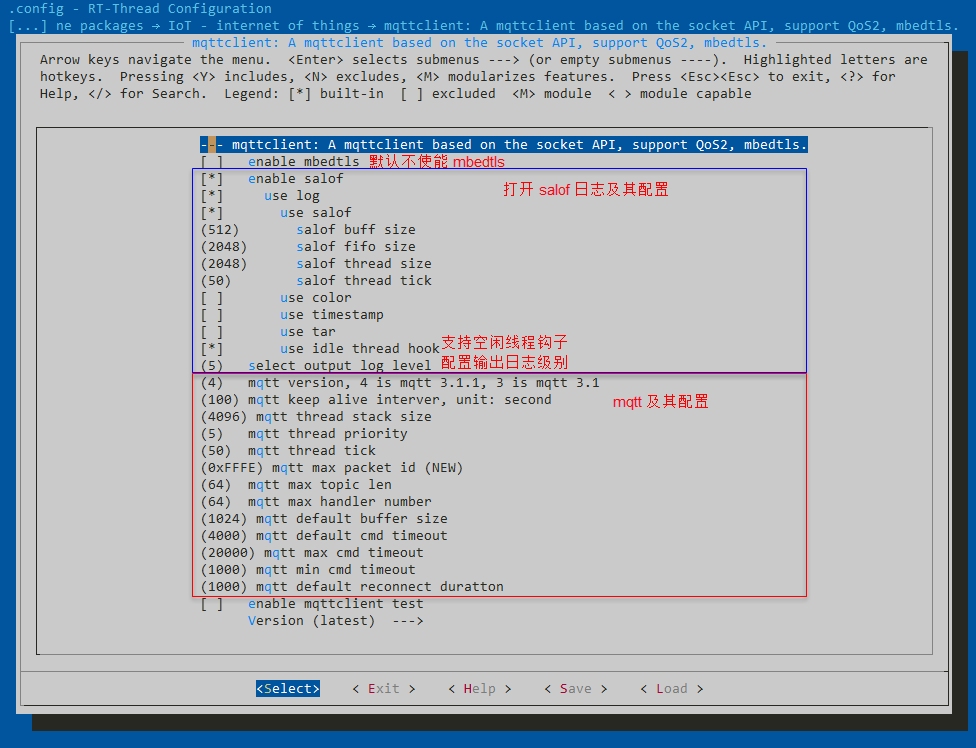 .config - RT-Thread Configuration
[...] ne packages → IoT - internet of things → mqttclient: A mqttclient based on the socket API, support QoS2, mbedtls.
mqttclient: A mqttclient based on the socket API, support QoS2, mbedtls.
Arrow keys navigate the menu.  <Enter> selects submenus ---> (or empty submenus ----).  Highlighted letters are
hotkeys.  Pressing <Y> includes, <N> excludes, <M> modularizes features.  Press <Esc><Esc> to exit, <?> for
Help, </> for Search.  Legend: [*] built-in  [ ] excluded  <M> module  < > module capable
--- mqttclient: A mqttclient based on the socket API, support QoS2, mbedtls.
[ ]   enable mbedtls 默认不使能 mbedtls
[*]   enable salof
打开 salof 日志及其配置
[*]     use log
[*]       use salof
(512)       salof buff size
(2048)      salof fifo size
(2048)      salof thread size
(50)        salof thread tick
[ ]       use color
[ ]       use timestamp
[ ]       use tar
[*]       use idle thread hook 支持空闲线程钩子
(5)   select output log level 配置输出日志级别
(4)   mqtt version, 4 is mqtt 3.1.1, 3 is mqtt 3.1
(100) mqtt keep alive interver, unit: second
mqtt 及其配置
(4096) mqtt thread stack size
(5)   mqtt thread priority
(50)  mqtt thread tick
(0xFFFE) mqtt max packet id (NEW)
(64)  mqtt max topic len
(64)  mqtt max handler number
(1024) mqtt default buffer size
(4000) mqtt default cmd timeout
(20000) mqtt max cmd timeout
(1000) mqtt min cmd timeout
(1000) mqtt default reconnect duratton
[ ]   enable mqttclient test
Version (latest)  --->
<Select>    < Exit >    < Help >    < Save >    < Load >